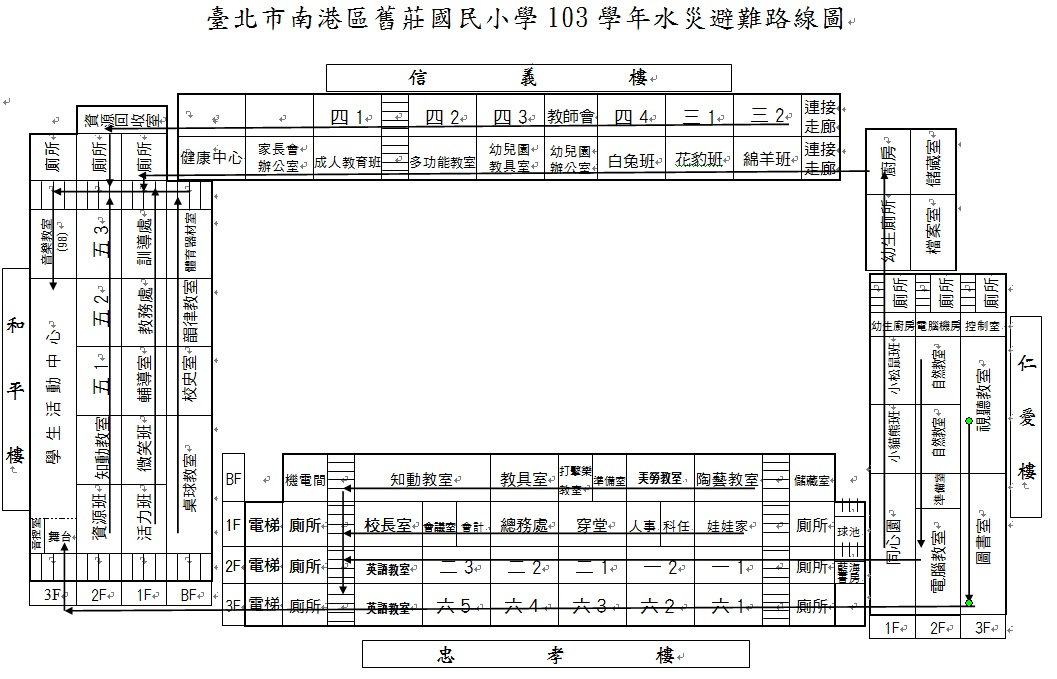 臺北市南港區舊莊國民小學 103 學年水災避難路線圖
信 義 樓
資源回收室
四 1
四 2
四 3
教師會
四 4
三 1
三 2
連接走廊
廁所
廁所
廁所
健康中心
家長會
辦公室
成人教育班
多功能教室
幼兒園
教具室
幼兒園
辦公室
白兔班
花豹班
綿羊班
連接走廊
廚房
儲藏室
幼生廁所
檔案室
音樂教室
(98)
五 3
訓導處
體育器材室
五 2
教務處
韻律教室
學生活動中心
五 1
輔導室
校史室
知動教室
微笑班
桌球教室
資源班
活力班
音控室
舞台
3F
2F
1F
BF
和 平 樓
廁所
廁所
廁所
幼生廚房
電腦機房
控制室
小松鼠班
自然教室
視聽教室
小貓熊班
自然教室
準備室
同心園
電腦教室
圖書室
1F
2F
3F
仁 愛 樓
BF
機電間
知動教室
教具室
打擊樂
教室
準備室
美勞教室
陶藝教室
儲藏室
1F
電梯
廁所
校長室
會議室
會計
總務處
穿堂
人事
科任
娃娃家
廁所
球池
2F
電梯
廁所
英語教室
二 3
二 2
二 1
一 2
一 1
廁所
藍海
書房
3F
電梯
廁所
英語教室
六 5
六 4
六 3
六 2
六 1
廁所
忠 孝 樓